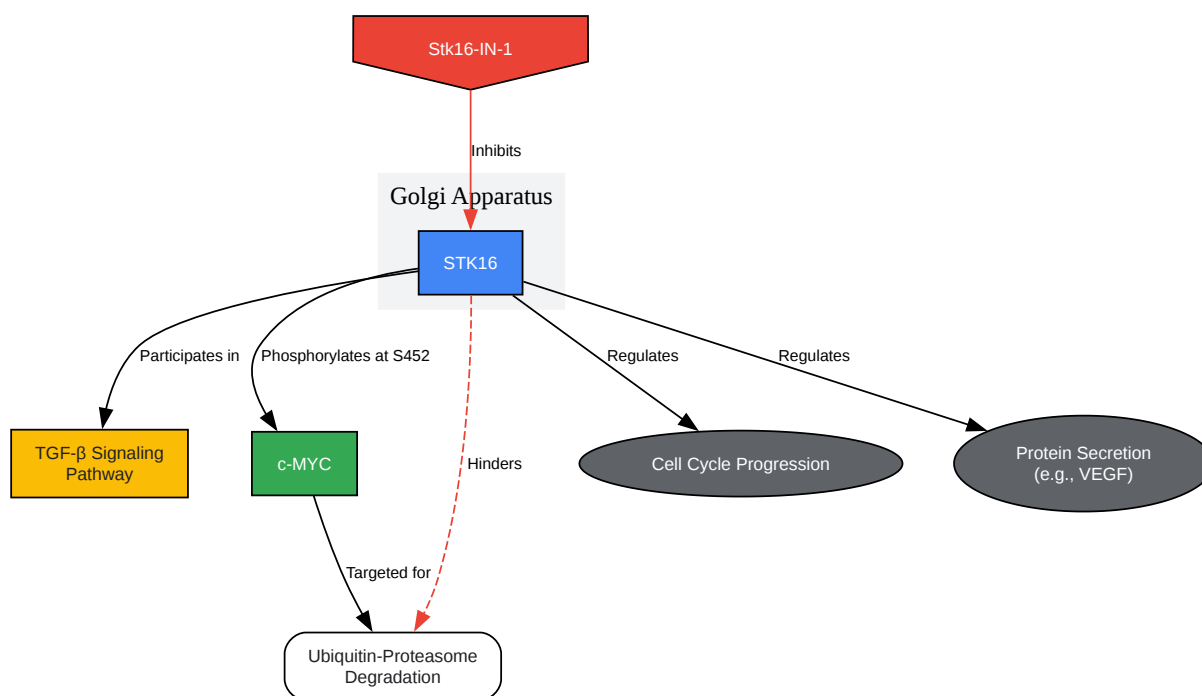 Stk16-IN-1
Inhibits
Golgi Apparatus
STK16
Participates in
Phosphorylates at S452
Regulates
Regulates
TGF-β Signaling
Pathway
c-MYC
Hinders
Cell Cycle Progression
Protein Secretion
(e.g., VEGF)
Targeted for
Ubiquitin-Proteasome
Degradation